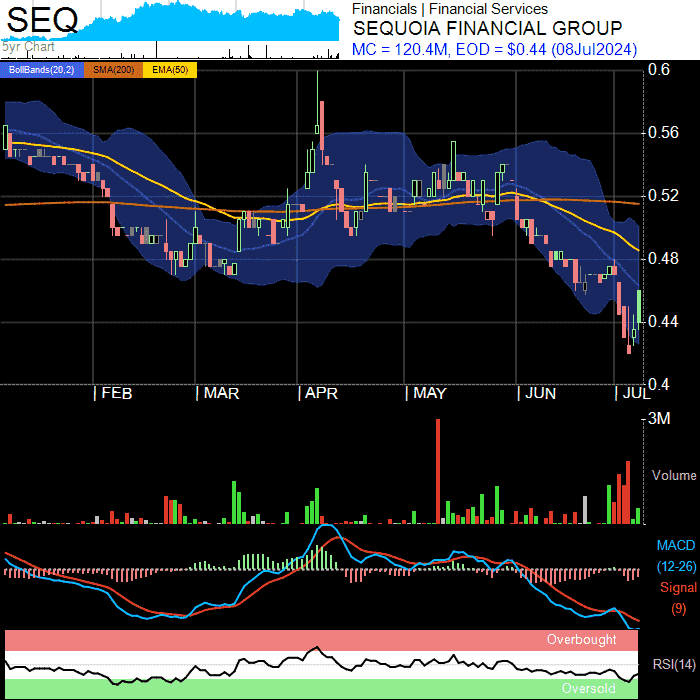 SEQ
5yr Chart
Financials | Financial Services
SEQUOIA FINANCIAL GROUP
MC = 120.4M, EOD = $0.44 (08Jul2024)
BollBands(20,2) SMA(200) EMA(50)
0.6
0.56
0.52
0.48
0.44
0.4
| FEB | MAR | APR | MAY | JUN | JUL
3M
Volume
MACD
(12-26)
Signal
(9)
Overbought
RSI(14)
Oversold